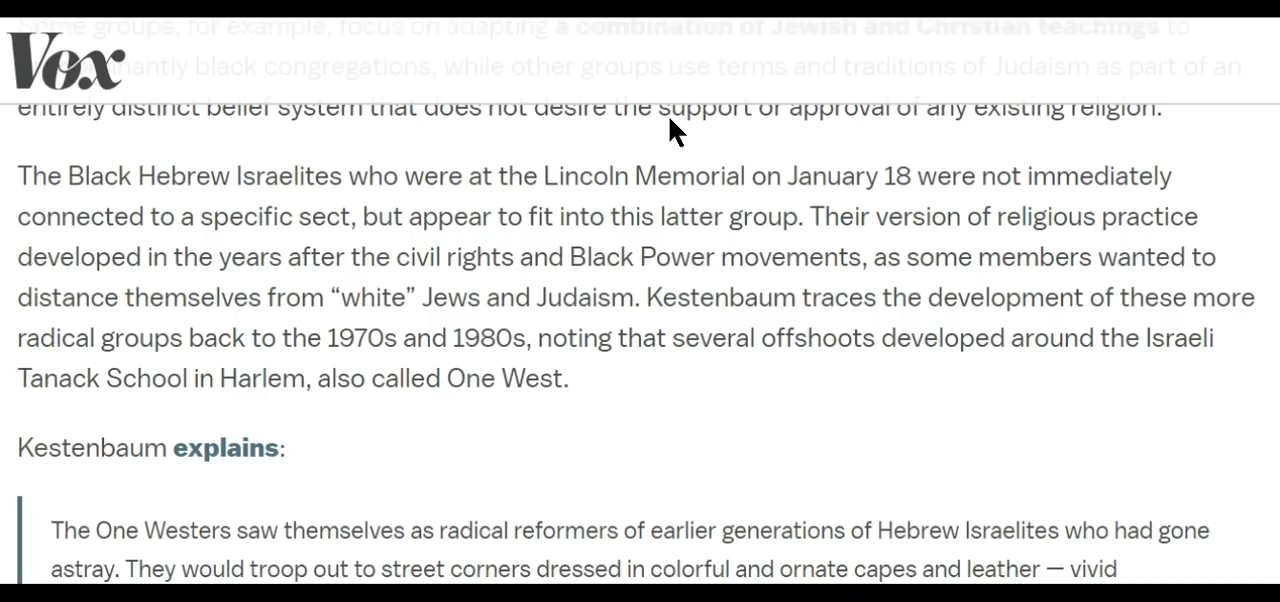 Some groups, for example, focus on adapting a combination of Jewish and Christian teachings to
Vox
antly black congregations, while other groups use terms and traditions of Judaism as part of an
entirely distinct belief system that does not desire the support or approval of any existing religion.
The Black Hebrew Israelites who were at the Lincoln Memorial on January 18 were not immediately
connected to a specific sect, but appear to fit into this latter group. Their version of religious practice
developed in the years after the civil rights and Black Power movements, as some members wanted to
distance themselves from “white” Jews and Judaism. Kestenbaum traces the development of these more
radical groups back to the 1970s and 1980s, noting that several offshoots developed around the Israeli
Tanack School in Harlem, also called One West.
Kestenbaum explains:
The One Westers saw themselves as radical reformers of earlier generations of Hebrew Israelites who had gone
astray. They would troop out to street corners dressed in colorful and ornate capes and leather — vivid